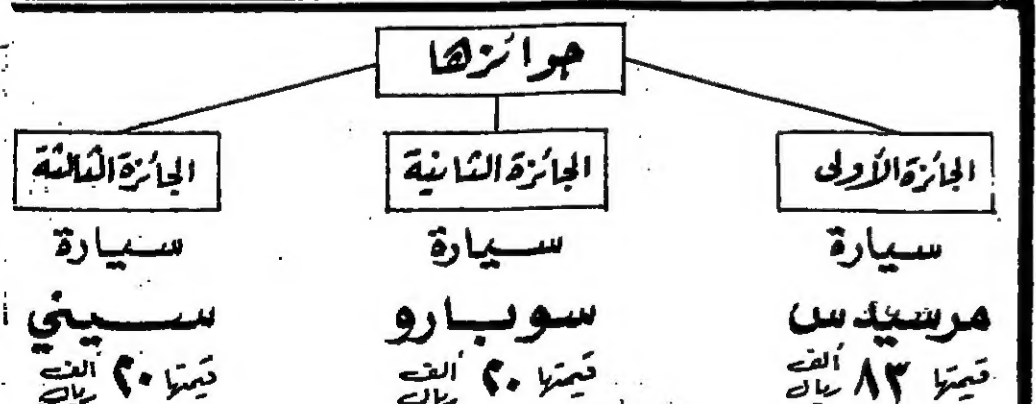 جوائزها
الجائزة الأولى
سيارة
مرسيدس
قيمتها ٨٣ ألف ريال
الجائزة الثانية
سيارة
سوبارو
قيمتها ٢٠ ألف ريال
الجائزة الثالثة
سيارة
سيني
قيمتها ٢٠ ألف ريال